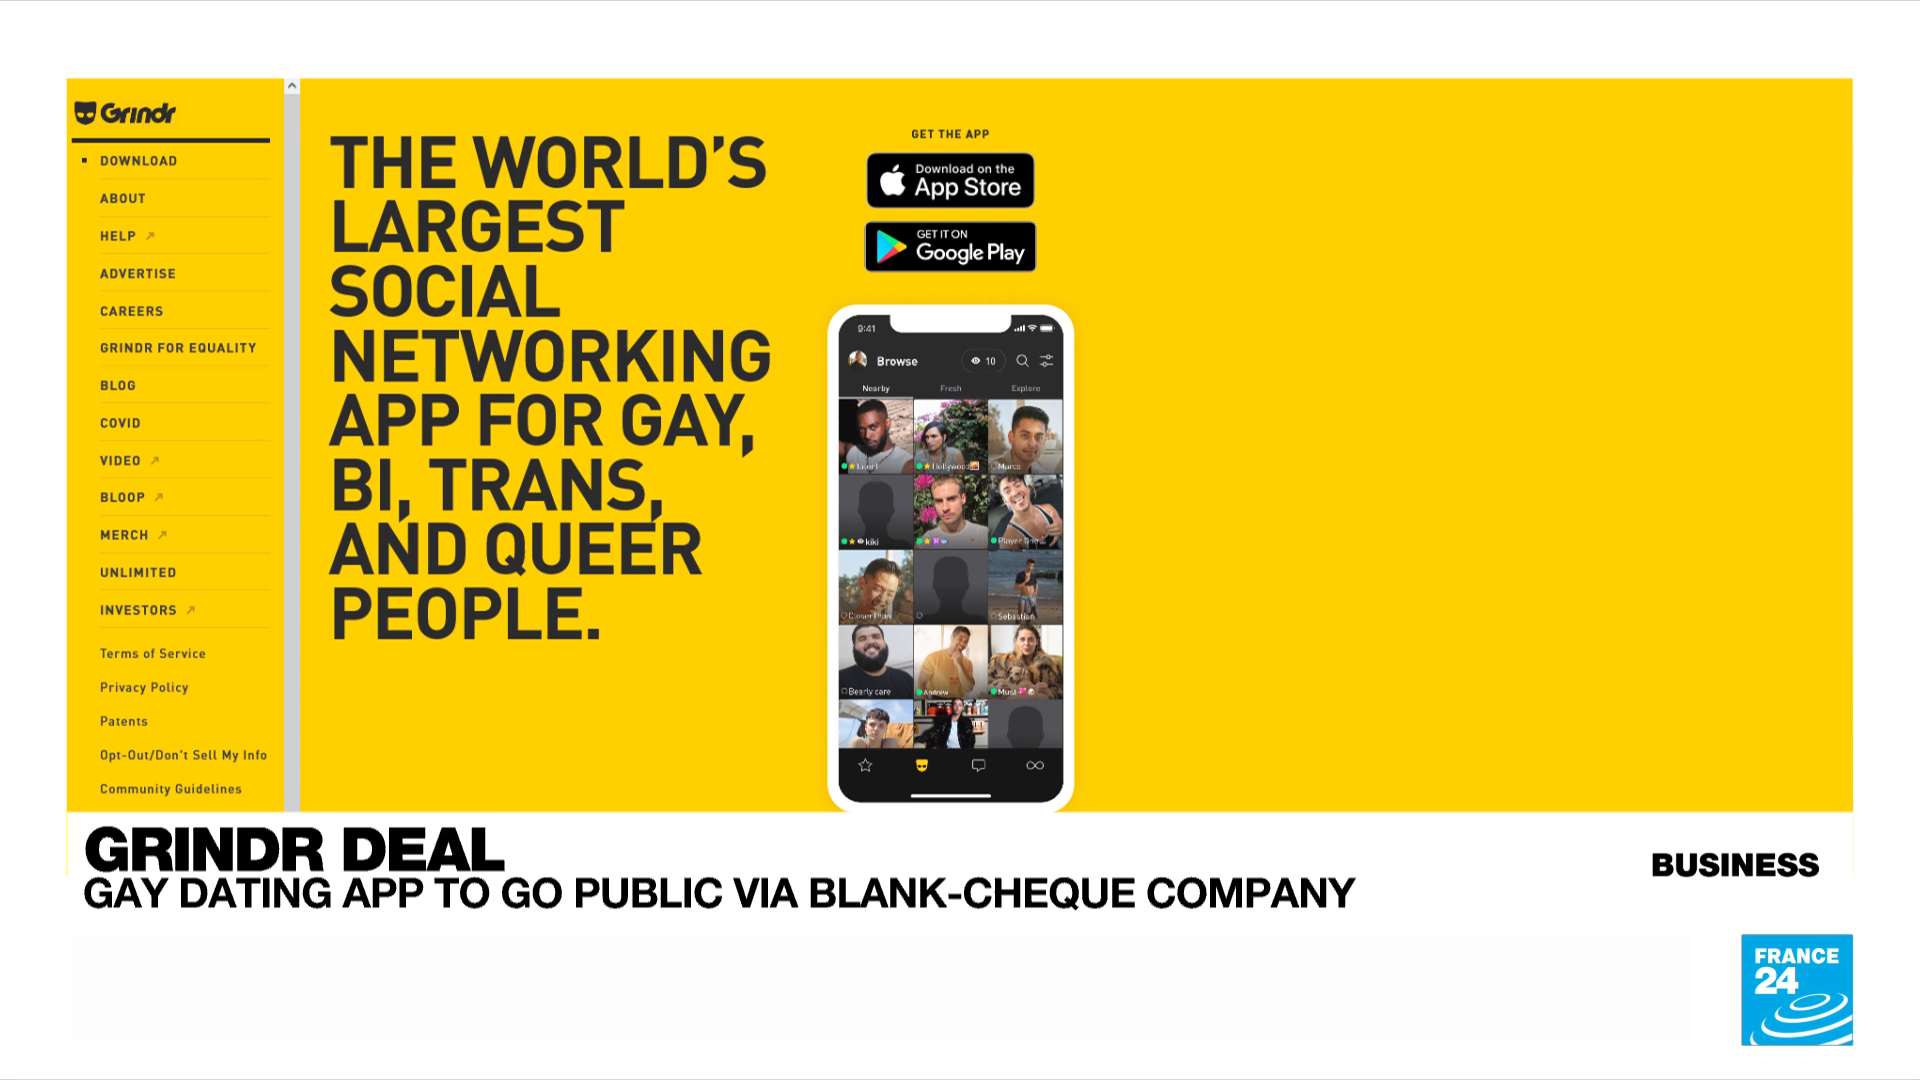 Grindr
DOWNLOAD
ABOUT
HELP
ADVERTISE
CAREERS
GRINDR FOR EQUALITY
BLOG
COVID
VIDEO
BLOOP
MERCH
UNLIMITED
INVESTORS
Terms of Service
Privacy Policy
Patents
Opt-Out/Don't Sell My Info
Community Guidelines
THE WORLD'S
LARGEST
SOCIAL
NETWORKING
APP FOR GAY,
BI, TRANS,
AND QUEER
PEOPLE.
GET THE APP
Download on the
App Store
GET IT ON
Google Play
9:41
Browse
10
Nearby
Fresh
Explore
Hollywood
Marco
kiki
Sebastian
Bearly care
Andrew
GRINDR DEAL
GAY DATING APP TO GO PUBLIC VIA BLANK-CHEQUE COMPANY
BUSINESS
FRANCE
24